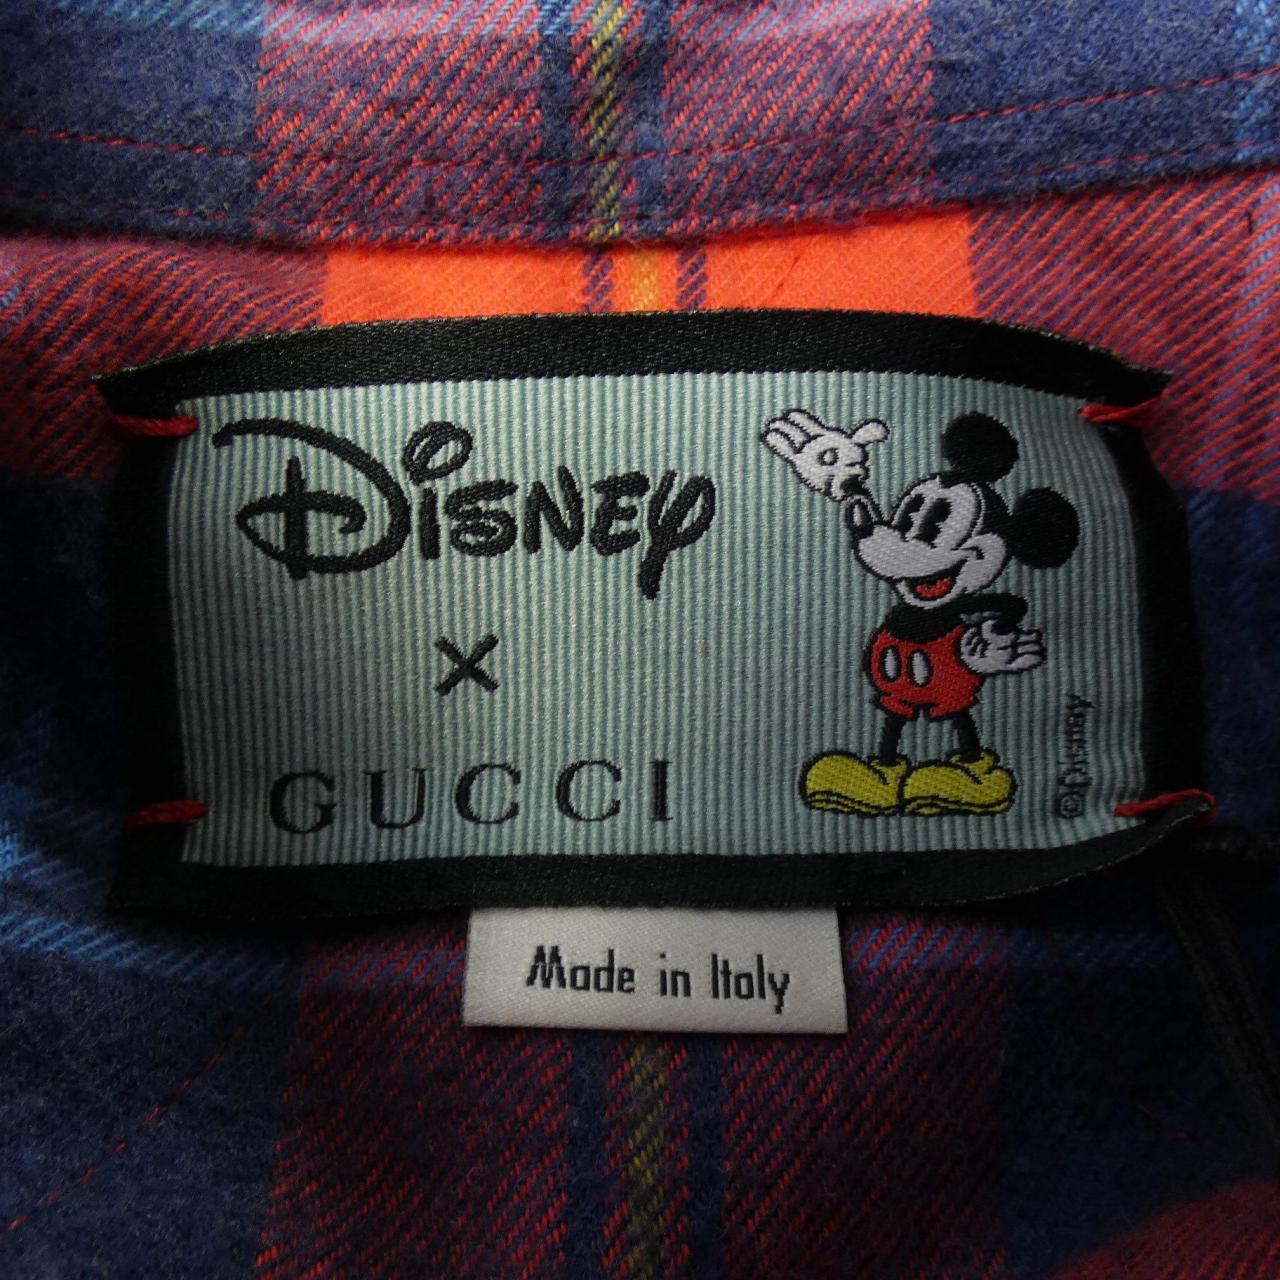 Disney
×
GUCCI
©Disney
Made in Italy